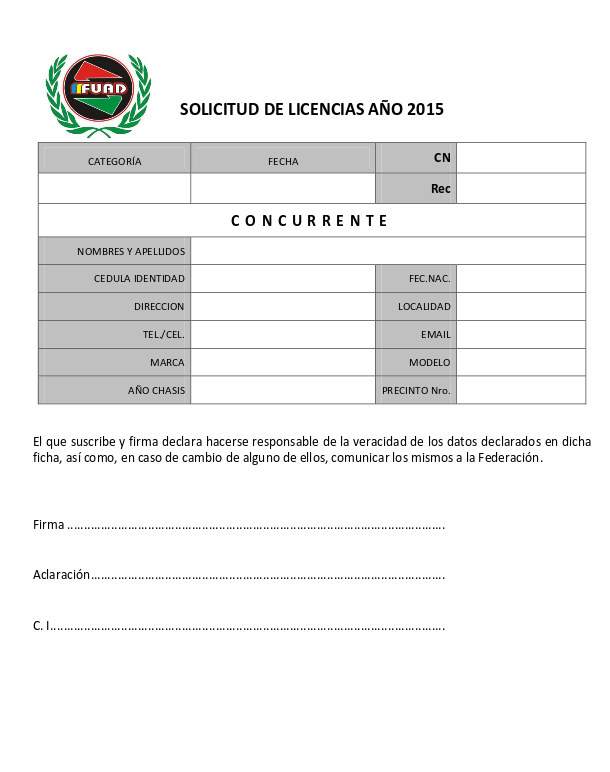 FUAD
SOLICITUD DE LICENCIAS AÑO 2015
CATEGORÍA FECHA CN
Rec
C O N C U R R E N T E
NOMBRES Y APELLIDOS
CEDULA IDENTIDAD FEC.NAC.
DIRECCION LOCALIDAD
TEL./CEL. EMAIL
MARCA MODELO
AÑO CHASIS PRECINTO Nro.
El que suscribe y firma declara hacerse responsable de la veracidad de los datos declarados en dicha
ficha, así como, en caso de cambio de alguno de ellos, comunicar los mismos a la Federación.
Firma ................................................................................................................
Aclaración.........................................................................................................
C. I.....................................................................................................................